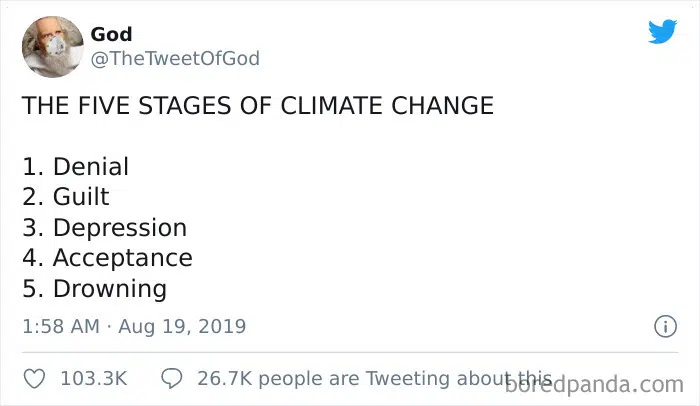 God
@TheTweetOfGod
THE FIVE STAGES OF CLIMATE CHANGE
1. Denial
2. Guilt
3. Depression
4. Acceptance
5. Drowning
1:58 AM · Aug 19, 2019
103.3K 26.7K people are Tweeting about this
boredpanda.com